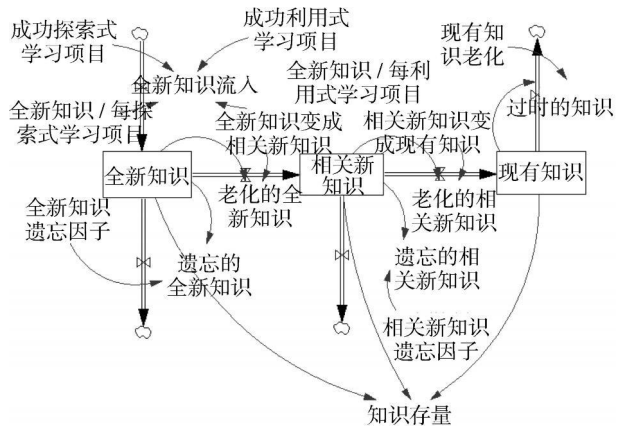 成功探索式
学习项目
成功利用式
学习项目
现有知
识老化
全新知识流入
全新知识/每利
用式学习项目
过时的知识
全新知识/每探
索式学习项目
全新知识变成
相关新知识
相关新知识变
成现有知识
全新知识
相关新
知识
现有知识
老化的全
新知识
老化的相
关新知识
全新知识
遗忘因子
遗忘的
全新知识
遗忘的相
关新知识
相关新知识
遗忘因子
知识存量